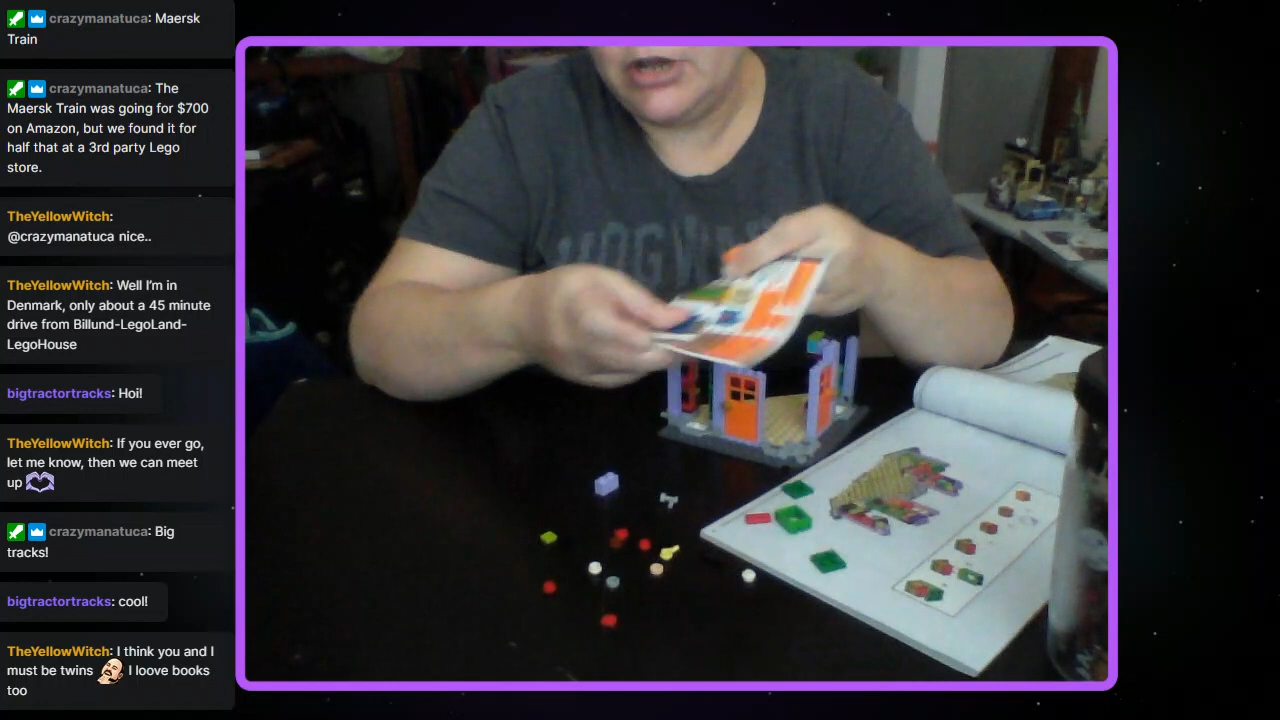 crazymanatuca: Maersk
Train
crazymanatuca: The
Maersk Train was going for $700
on Amazon, but we found it for
half that at a 3rd party Lego
store.
TheYellowWitch:
@crazymanatuca nice..
TheYellowWitch: Well I'm in
Denmark, only about a 45 minute
drive from Billund-LegoLand-
LegoHouse
bigtractortracks: Hoi!
TheYellowWitch: If you ever go,
let me know, then we can meet
up
crazymanatuca: Big
tracks!
bigtractortracks: cool!
TheYellowWitch: I think you and I
must be twins I loove books
too